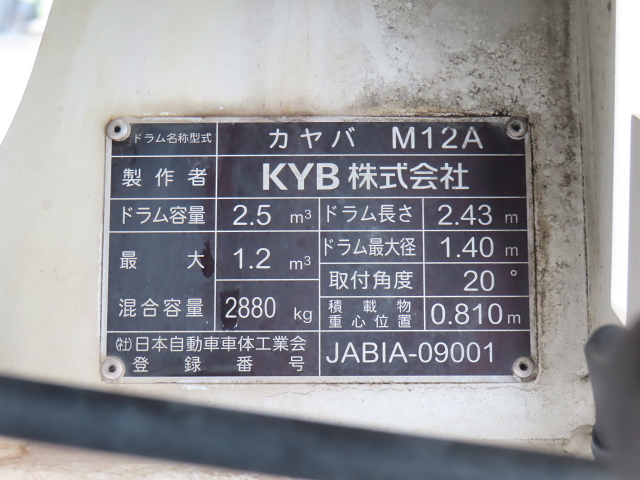 ドラム名称型式 カヤバ M12A
製作者 KYB 株式会社
ドラム容量 2.5 m³ ドラム長さ 2.43 m
最大 1.2 m³ ドラム最大径 1.40 m
取付角度 20°
混合容量 2880 kg 積載物重心位置 0.810 m
㈳日本自動車車体工業会
登録番号 JABIA-09001